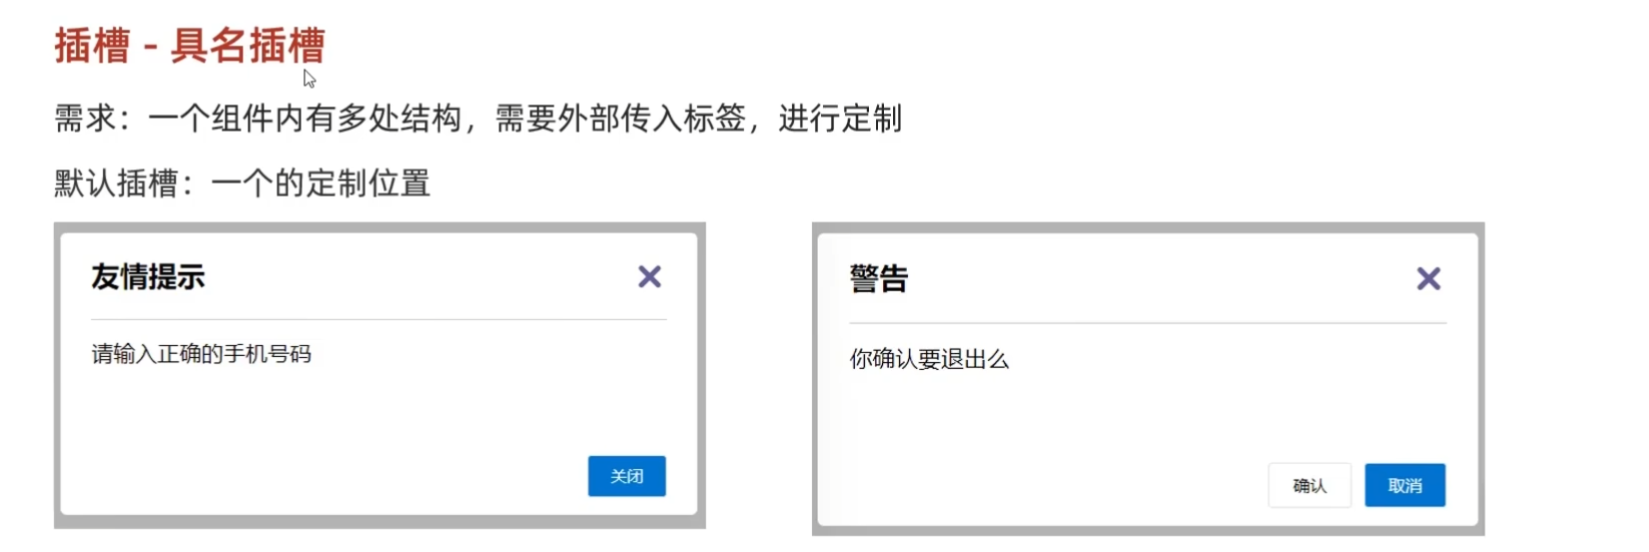 插槽 - 具名插槽
需求：一个组件内有多处结构，需要外部传入标签，进行定制
默认插槽：一个的定制位置
友情提示
请输入正确的手机号码
关闭
警告
你确认要退出么
确认 取消